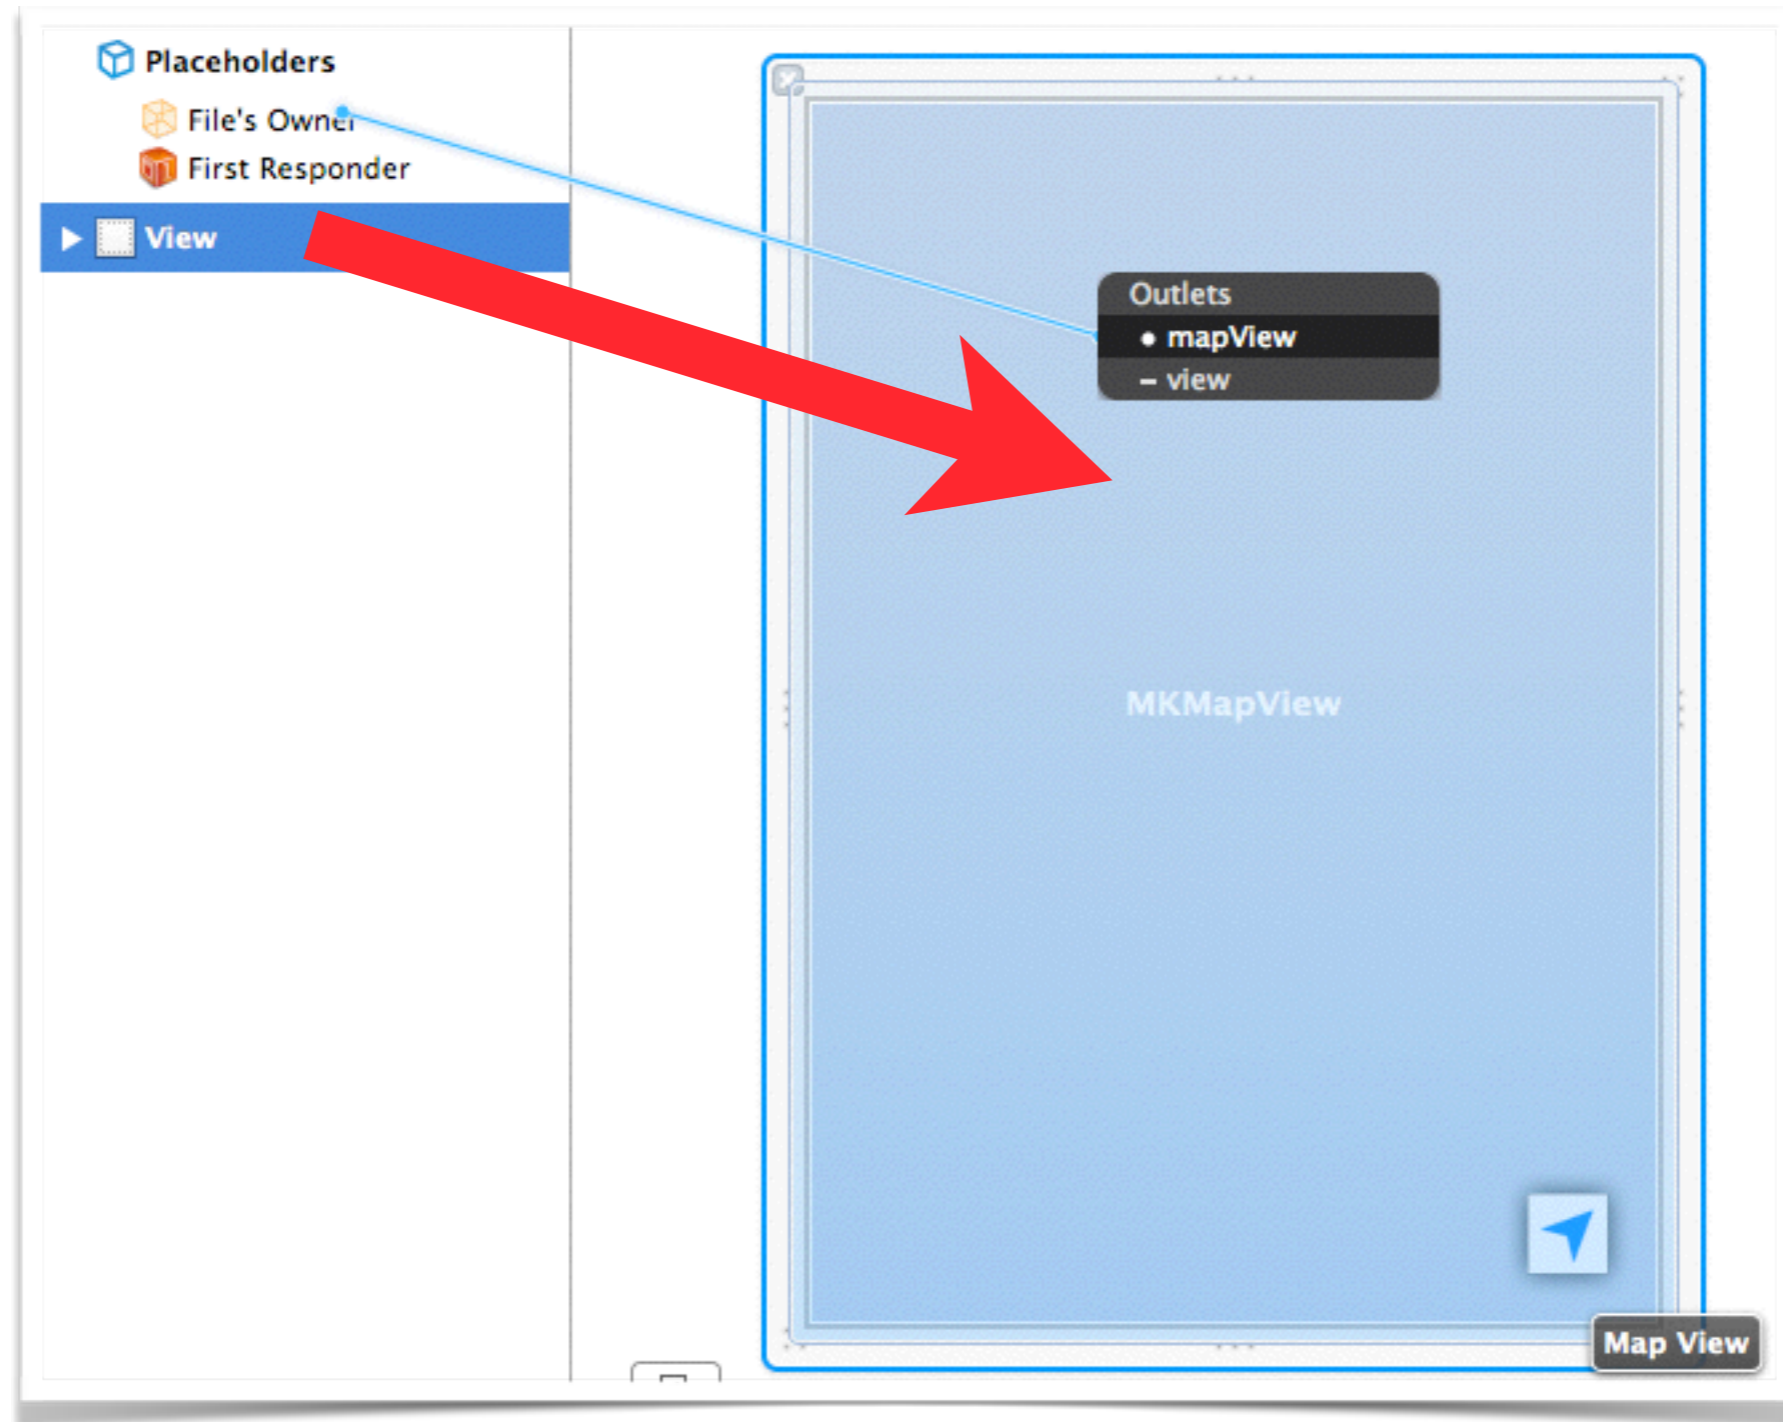 Placeholders
File's Owner
First Responder
View
Outlets
mapView
view
MKMapView
Map View